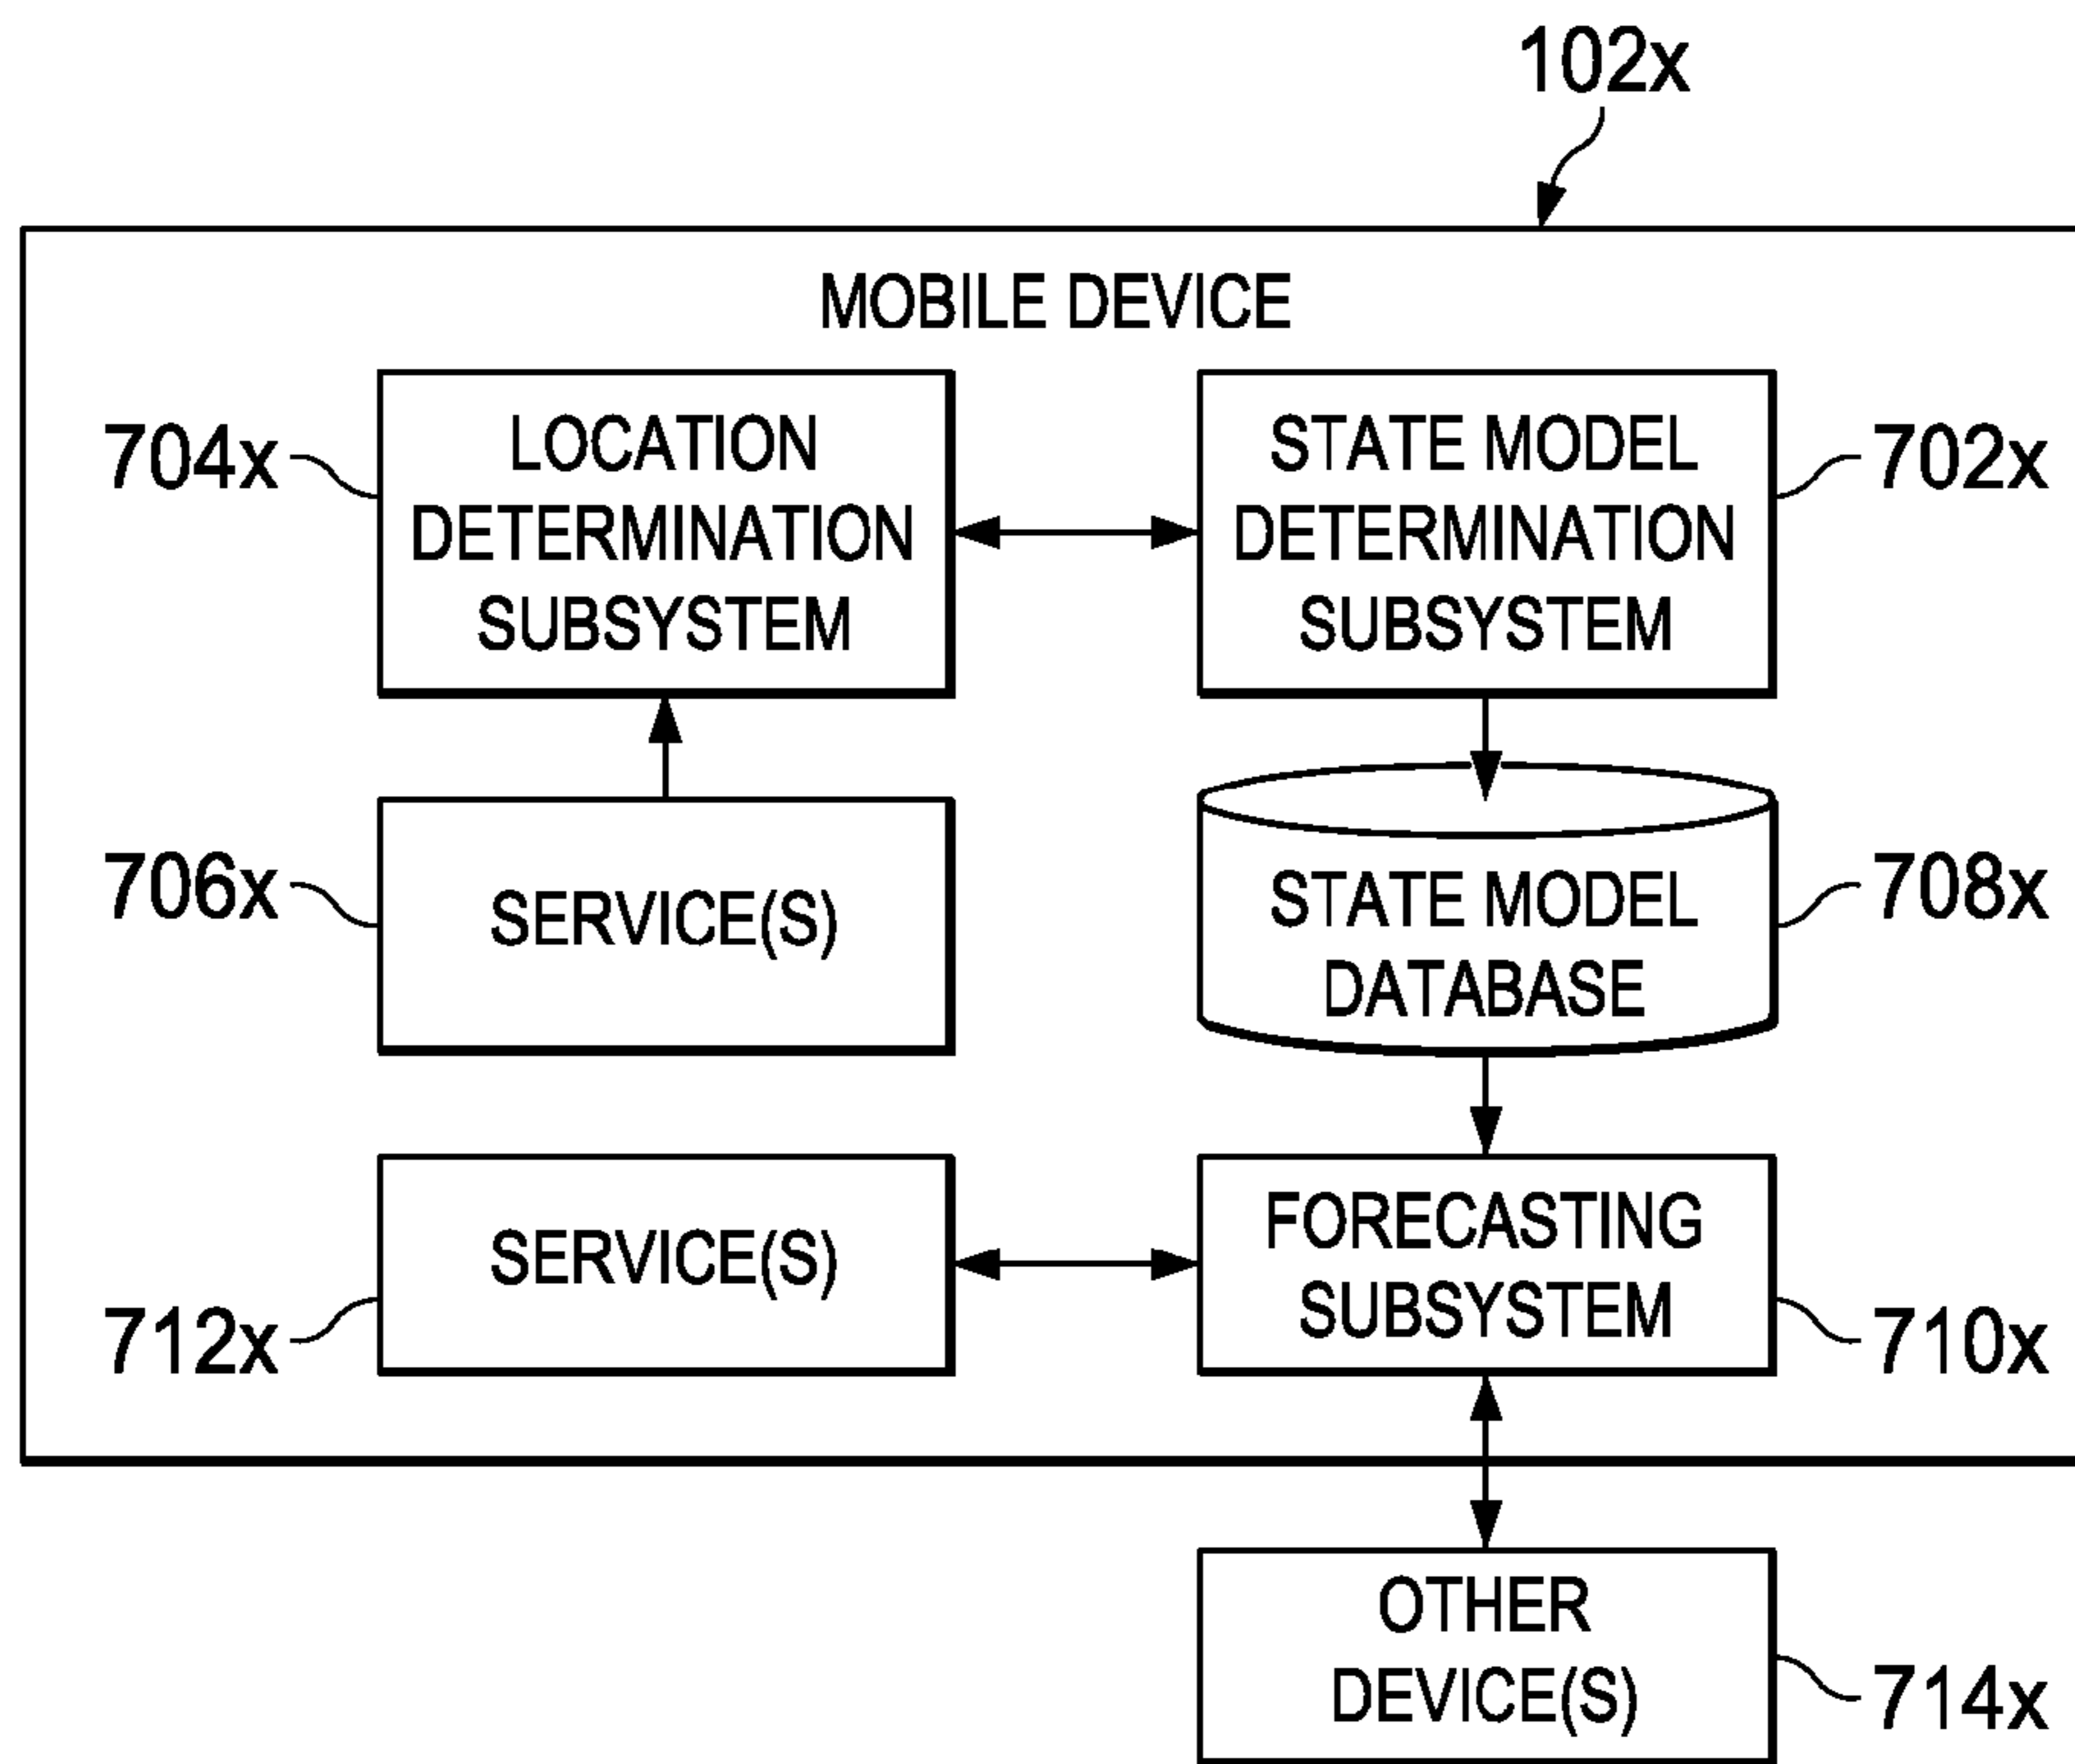 102x
MOBILE DEVICE
704x
LOCATION
DETERMINATION
SUBSYSTEM
STATE MODEL
DETERMINATION
SUBSYSTEM
702x
706x
SERVICE(S)
STATE MODEL
DATABASE
708x
712x
SERVICE(S)
FORECASTING
SUBSYSTEM
710x
OTHER
DEVICE(S)
714x